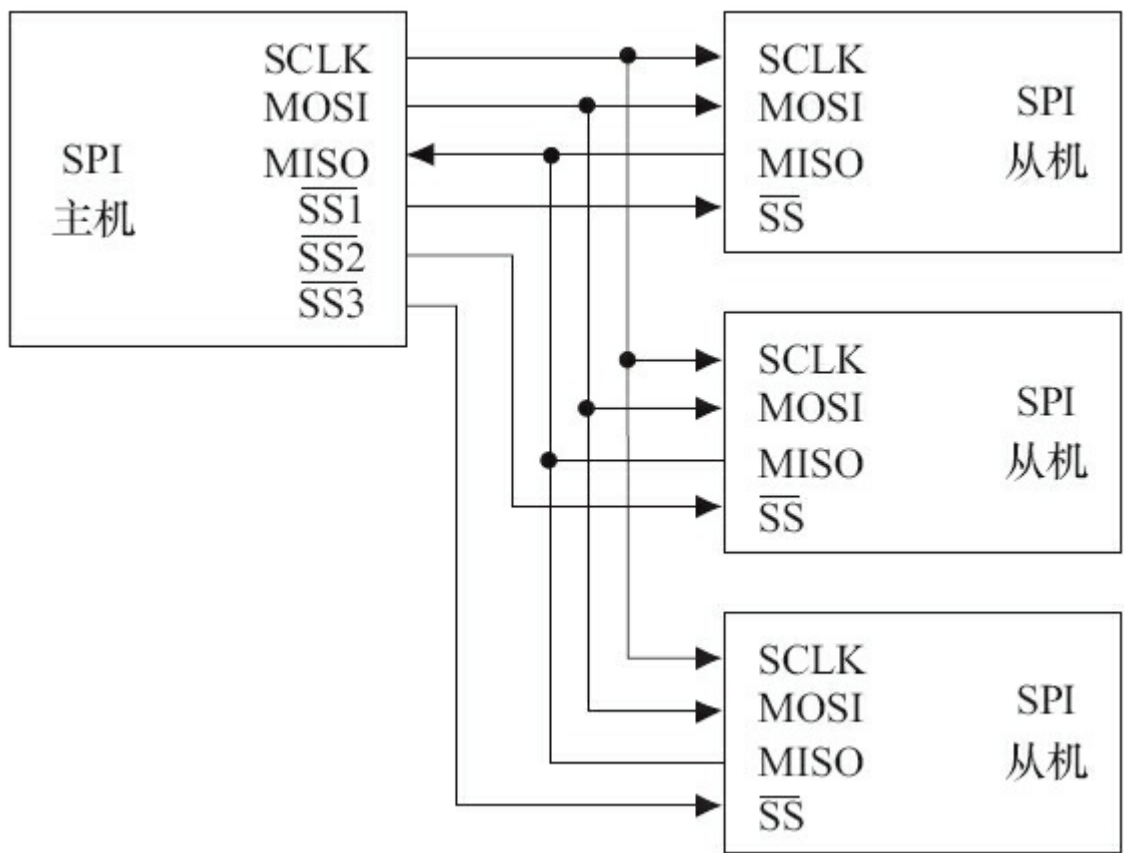 SCLK
MOSI
MISO
SS1
SS2
SS3
SPI
主机
SCLK
MOSI
MISO
SS
SPI
从机
SCLK
MOSI
MISO
SS
SPI
从机
SCLK
MOSI
MISO
SS
SPI
从机